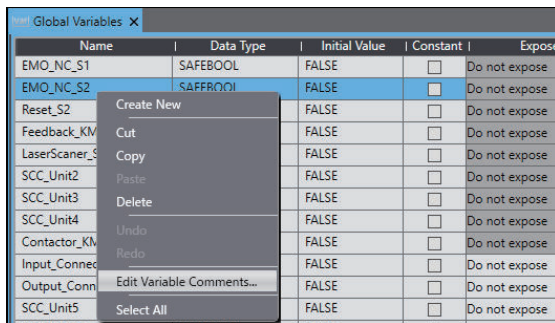 Global Variables X
Name | Data Type | Initial Value | Constant | Expose
EMO_NC_S1 SAFEBOOL FALSE Do not expose
EMO_NC_S2 SAFEBOOL FALSE Do not expose
Reset_S2 FALSE Do not expose
Feedback_KM FALSE Do not expose
LaserScaner_S FALSE Do not expose
SCC_Unit2 FALSE Do not expose
SCC_Unit3 FALSE Do not expose
SCC_Unit4 FALSE Do not expose
Contactor_KM FALSE Do not expose
Input_Connec FALSE Do not expose
Output_Conn FALSE Do not expose
SCC_Unit5 FALSE Do not expose
Create New
Cut
Copy
Paste
Delete
Undo
Redo
Edit Variable Comments...
Select All